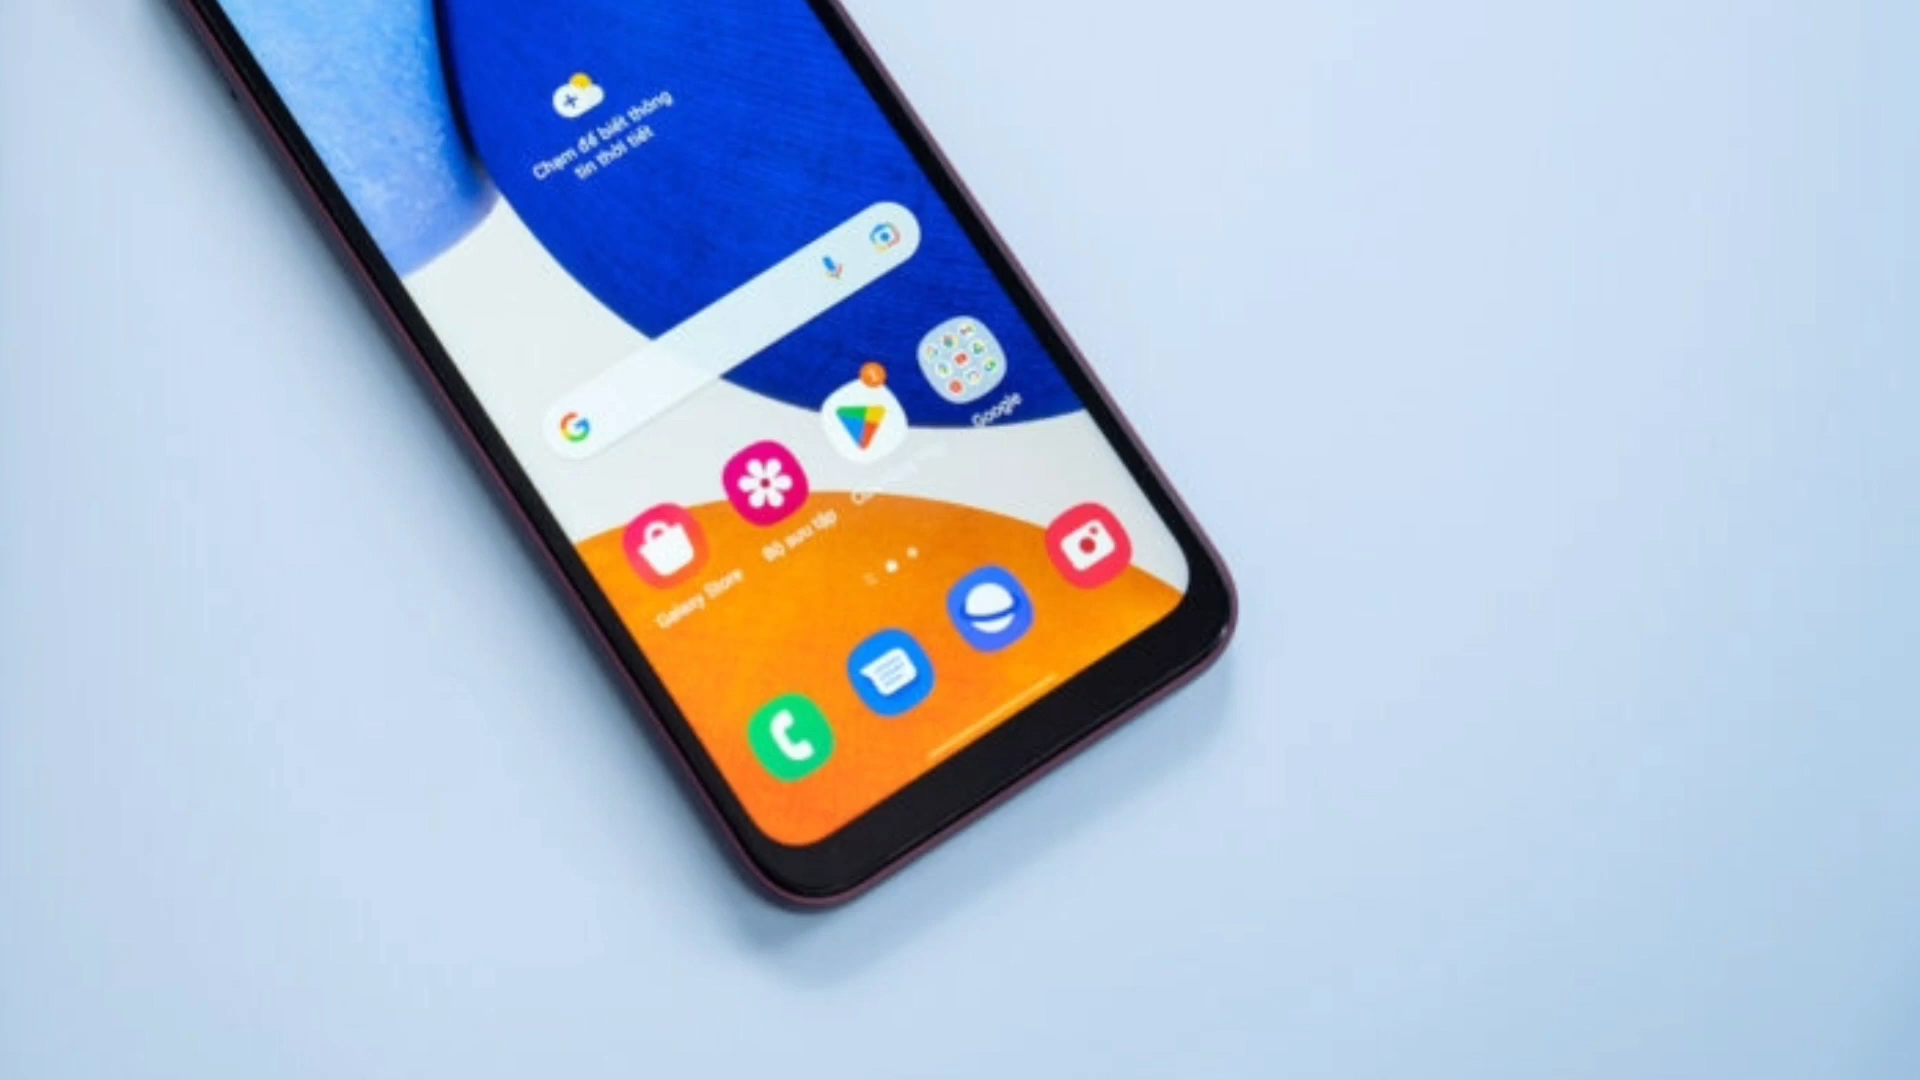 Chạm để biết thông
tin thời tiết
G
Google
Bộ sưu tập
Galaxy Store